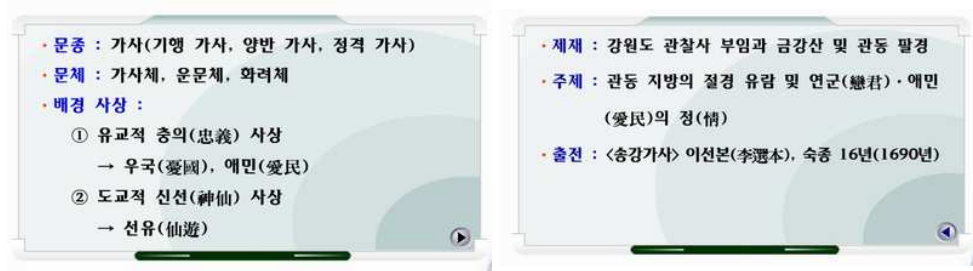 · 문종 : 가사(기행 가사, 양반 가사, 정격 가사)
· 문체 : 가사체, 운문체, 화려체
· 배경 사상 :
① 유교적 충의(忠義) 사상
→ 우국(憂國), 애민(愛民)
② 도교적 신선(神仙) 사상
→ 선유(仙遊)
· 제재 : 강원도 관찰사 부임과 금강산 및 관동 팔경
· 주제 : 관동 지방의 절경 유람 및 연군(戀君)·애민
(愛民)의 정(情)
· 출전 : <송강가사> 이선본(李選本), 숙종 16년(1690년)